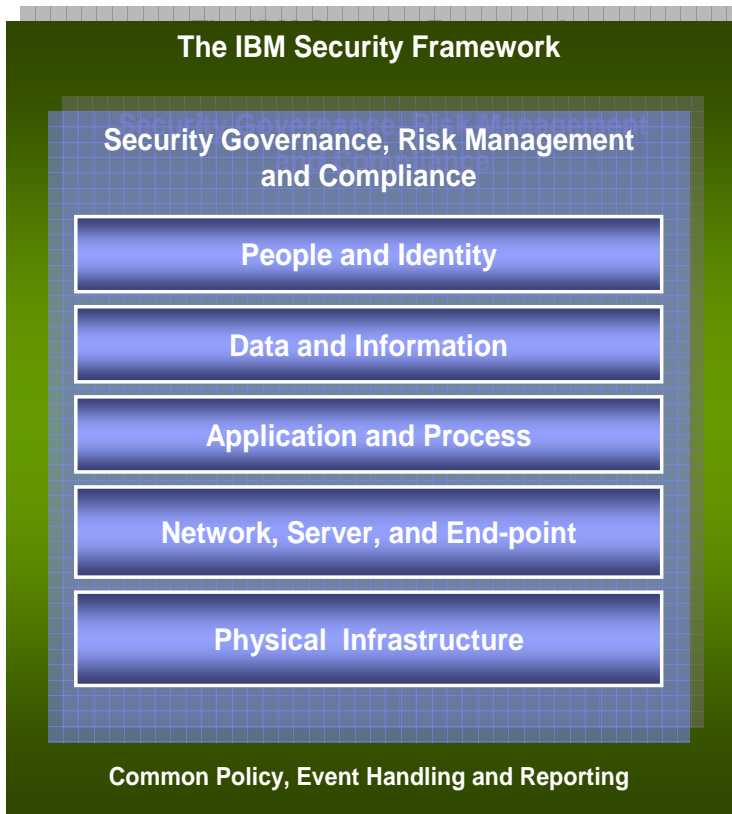 The IBM Security Framework
Security Governance, Risk Management
and Compliance
People and Identity
Data and Information
Application and Process
Network, Server, and End-point
Physical Infrastructure
Common Policy, Event Handling and Reporting